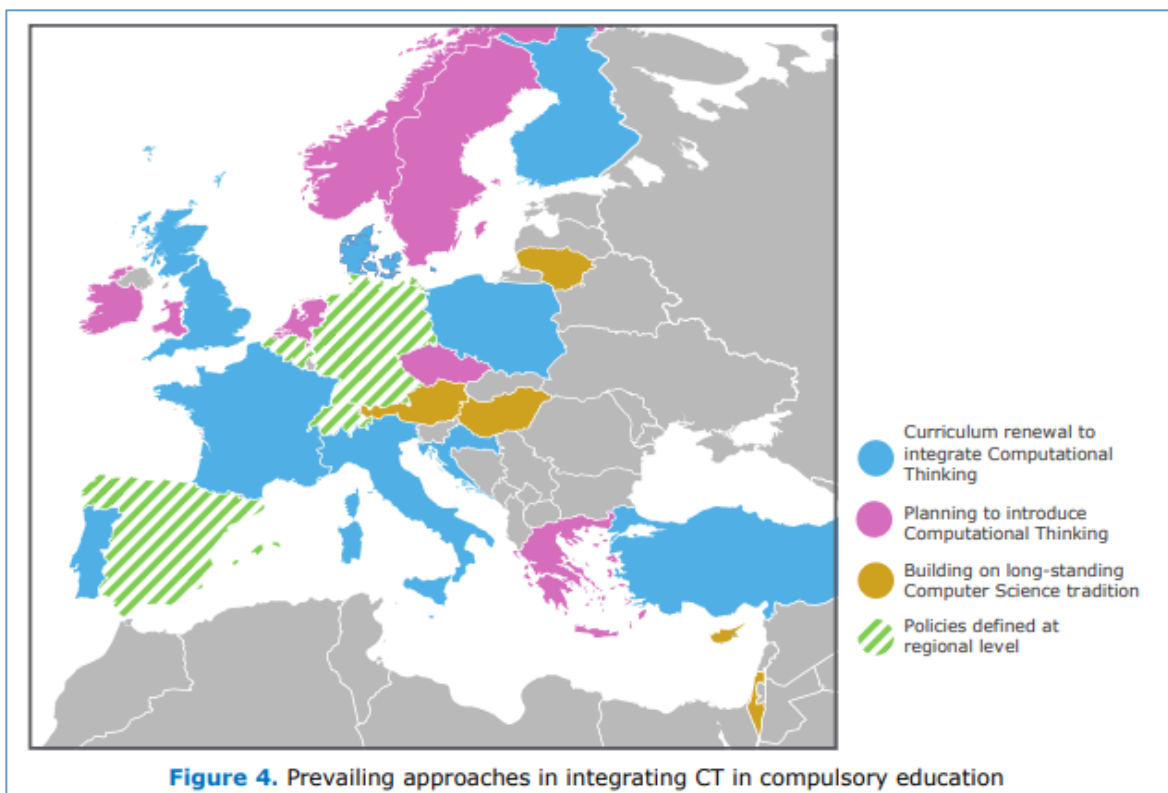 Curriculum renewal to
integrate Computational
Thinking
Planning to introduce
Computational Thinking
Building on long-standing
Computer Science tradition
Policies defined at
regional level
Figure 4. Prevailing approaches in integrating CT in compulsory education